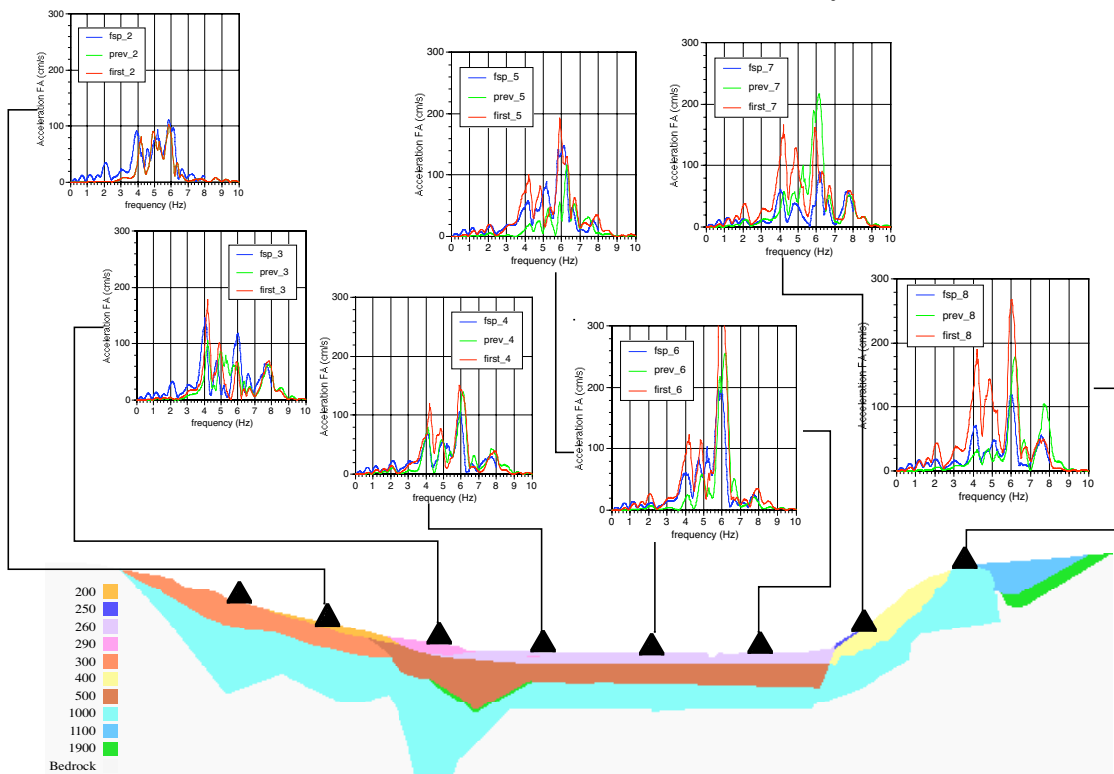 300
200
100
0
Acceleration FA (cm/s)
fsp_2
prev_2
first_2
0 1 2 3 4 5 6 7 8 9 10
frequency (Hz)
300
200
100
0
Acceleration FA (cm/s)
fsp_5
prev_5
first_5
0 1 2 3 4 5 6 7 8 9 10
frequency (Hz)
300
200
100
0
Acceleration FA (cm/s)
fsp_7
prev_7
first_7
0 1 2 3 4 5 6 7 8 9 10
frequency (Hz)
300
200
100
0
Acceleration FA (cm/s)
fsp_3
prev_3
first_3
0 1 2 3 4 5 6 7 8 9 10
frequency (Hz)
300
200
100
0
Acceleration FA (cm/s)
fsp_4
prev_4
first_4
0 1 2 3 4 5 6 7 8 9 10
frequency (Hz)
300
200
100
0
Acceleration FA (cm/s)
fsp_6
prev_6
first_6
0 1 2 3 4 5 6 7 8 9 10
frequency (Hz)
300
200
100
0
Acceleration FA (cm/s)
fsp_8
prev_8
first_8
0 1 2 3 4 5 6 7 8 9 10
frequency (Hz)
200
250
260
290
300
400
500
1000
1100
1900
Bedrock